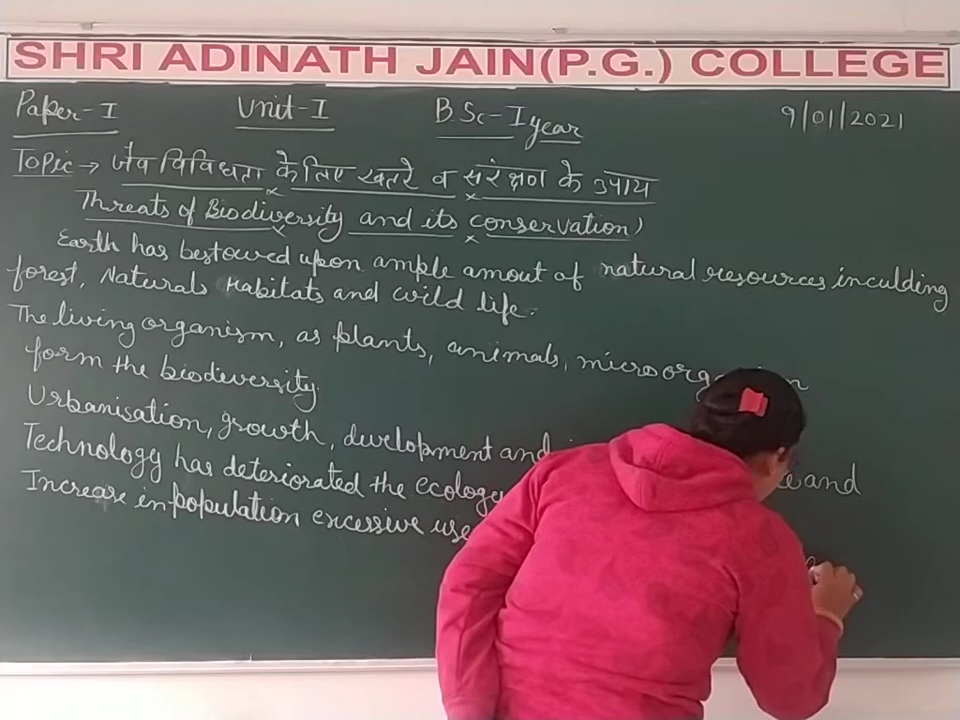 SHRI ADINATH JAIN(P.G.) COLLEGE
Paper-I Unit-I B.Sc-I year 9/01/2021
Topic → जैव विविधता के लिए खतरे व संरक्षण के उपाय
Threats of Biodiversity and its conservation)
Earth has bestowed upon ample amout of natural resources inculding
forest, Naturals Habitats and wild life.
The living organism, as plants, animals,
form the biodiversity.
Urbanisation, growth, development and and
Technology has deteriorated the ecology
Increase in population excessive use